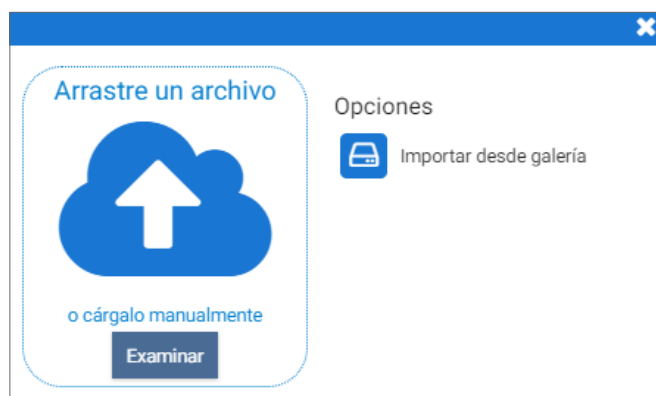 Arrastre un archivo
o cárgalo manualmente
Examinar
Opciones
Importar desde galería